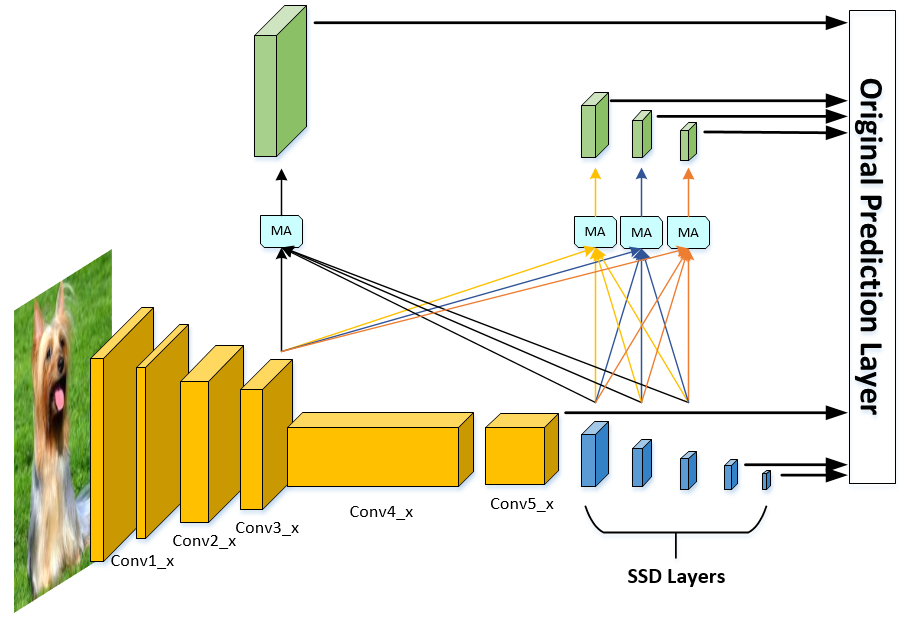 Original Prediction Layer
MA
MA
MA
MA
Conv1_x
Conv2_x
Conv3_x
Conv4_x
Conv5_x
SSD Layers